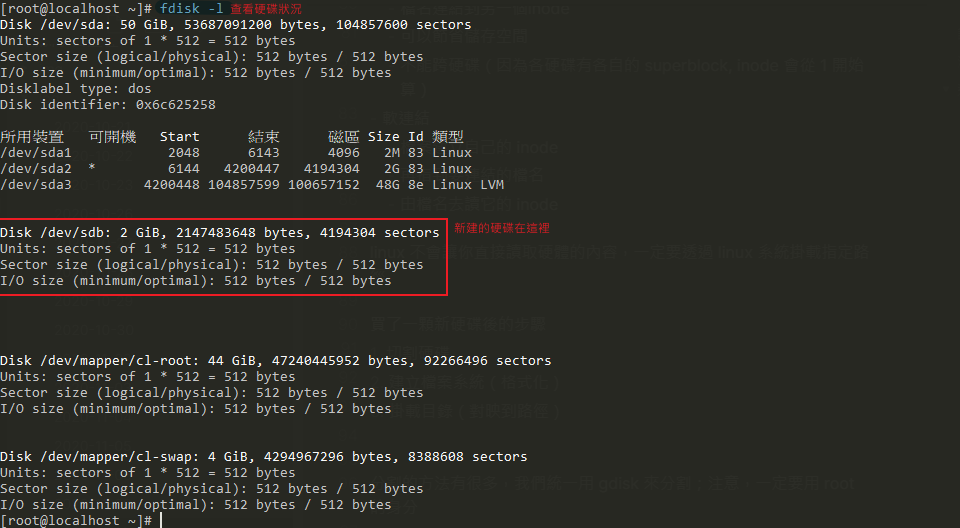 [root@localhost ~]# fdisk -l 查看硬碟狀況
Disk /dev/sda: 50 GiB, 53687091200 bytes, 104857600 sectors
Units: sectors of 1 * 512 = 512 bytes
Sector size (logical/physical): 512 bytes / 512 bytes
I/O size (minimum/optimal): 512 bytes / 512 bytes
Disklabel type: dos
Disk identifier: 0x6c625258
所用裝置 可開機 Start 結束 磁區 Size Id 類型
/dev/sda1 2048 6143 4096 2M 83 Linux
/dev/sda2 * 6144 4200447 4194304 2G 83 Linux
/dev/sda3 4200448 104857599 100657152 48G 8e Linux LVM
Disk /dev/sdb: 2 GiB, 2147483648 bytes, 4194304 sectors 新建的硬碟在這裡
Units: sectors of 1 * 512 = 512 bytes
Sector size (logical/physical): 512 bytes / 512 bytes
I/O size (minimum/optimal): 512 bytes / 512 bytes
Disk /dev/mapper/cl-root: 44 GiB, 47240445952 bytes, 92266496 sectors
Units: sectors of 1 * 512 = 512 bytes
Sector size (logical/physical): 512 bytes / 512 bytes
I/O size (minimum/optimal): 512 bytes / 512 bytes
Disk /dev/mapper/cl-swap: 4 GiB, 4294967296 bytes, 8388608 sectors
Units: sectors of 1 * 512 = 512 bytes
Sector size (logical/physical): 512 bytes / 512 bytes
I/O size (minimum/optimal): 512 bytes / 512 bytes
[root@localhost ~]#